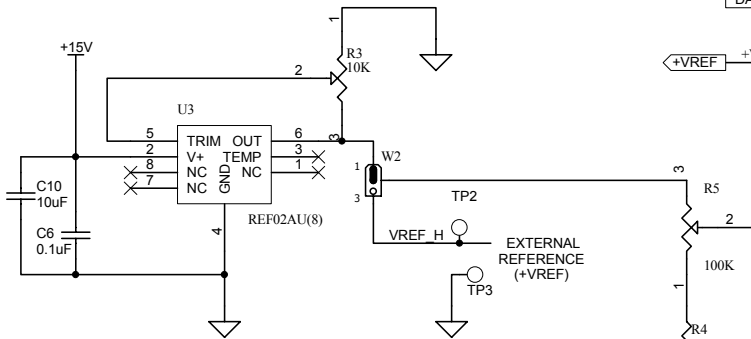 DA
+15V
1
R3
10K
2
3
+VREF
+V
U3
5
2
8
7
TRIM
V+
NC
NC
GND
OUT
TEMP
NC
6
3
1
4
REF02AU(8)
C10
10uF
C6
0.1uF
W2
1
3
TP2
VREF_H
EXTERNAL
REFERENCE
(+VREF)
TP3
3
R5
2
100K
1
R4